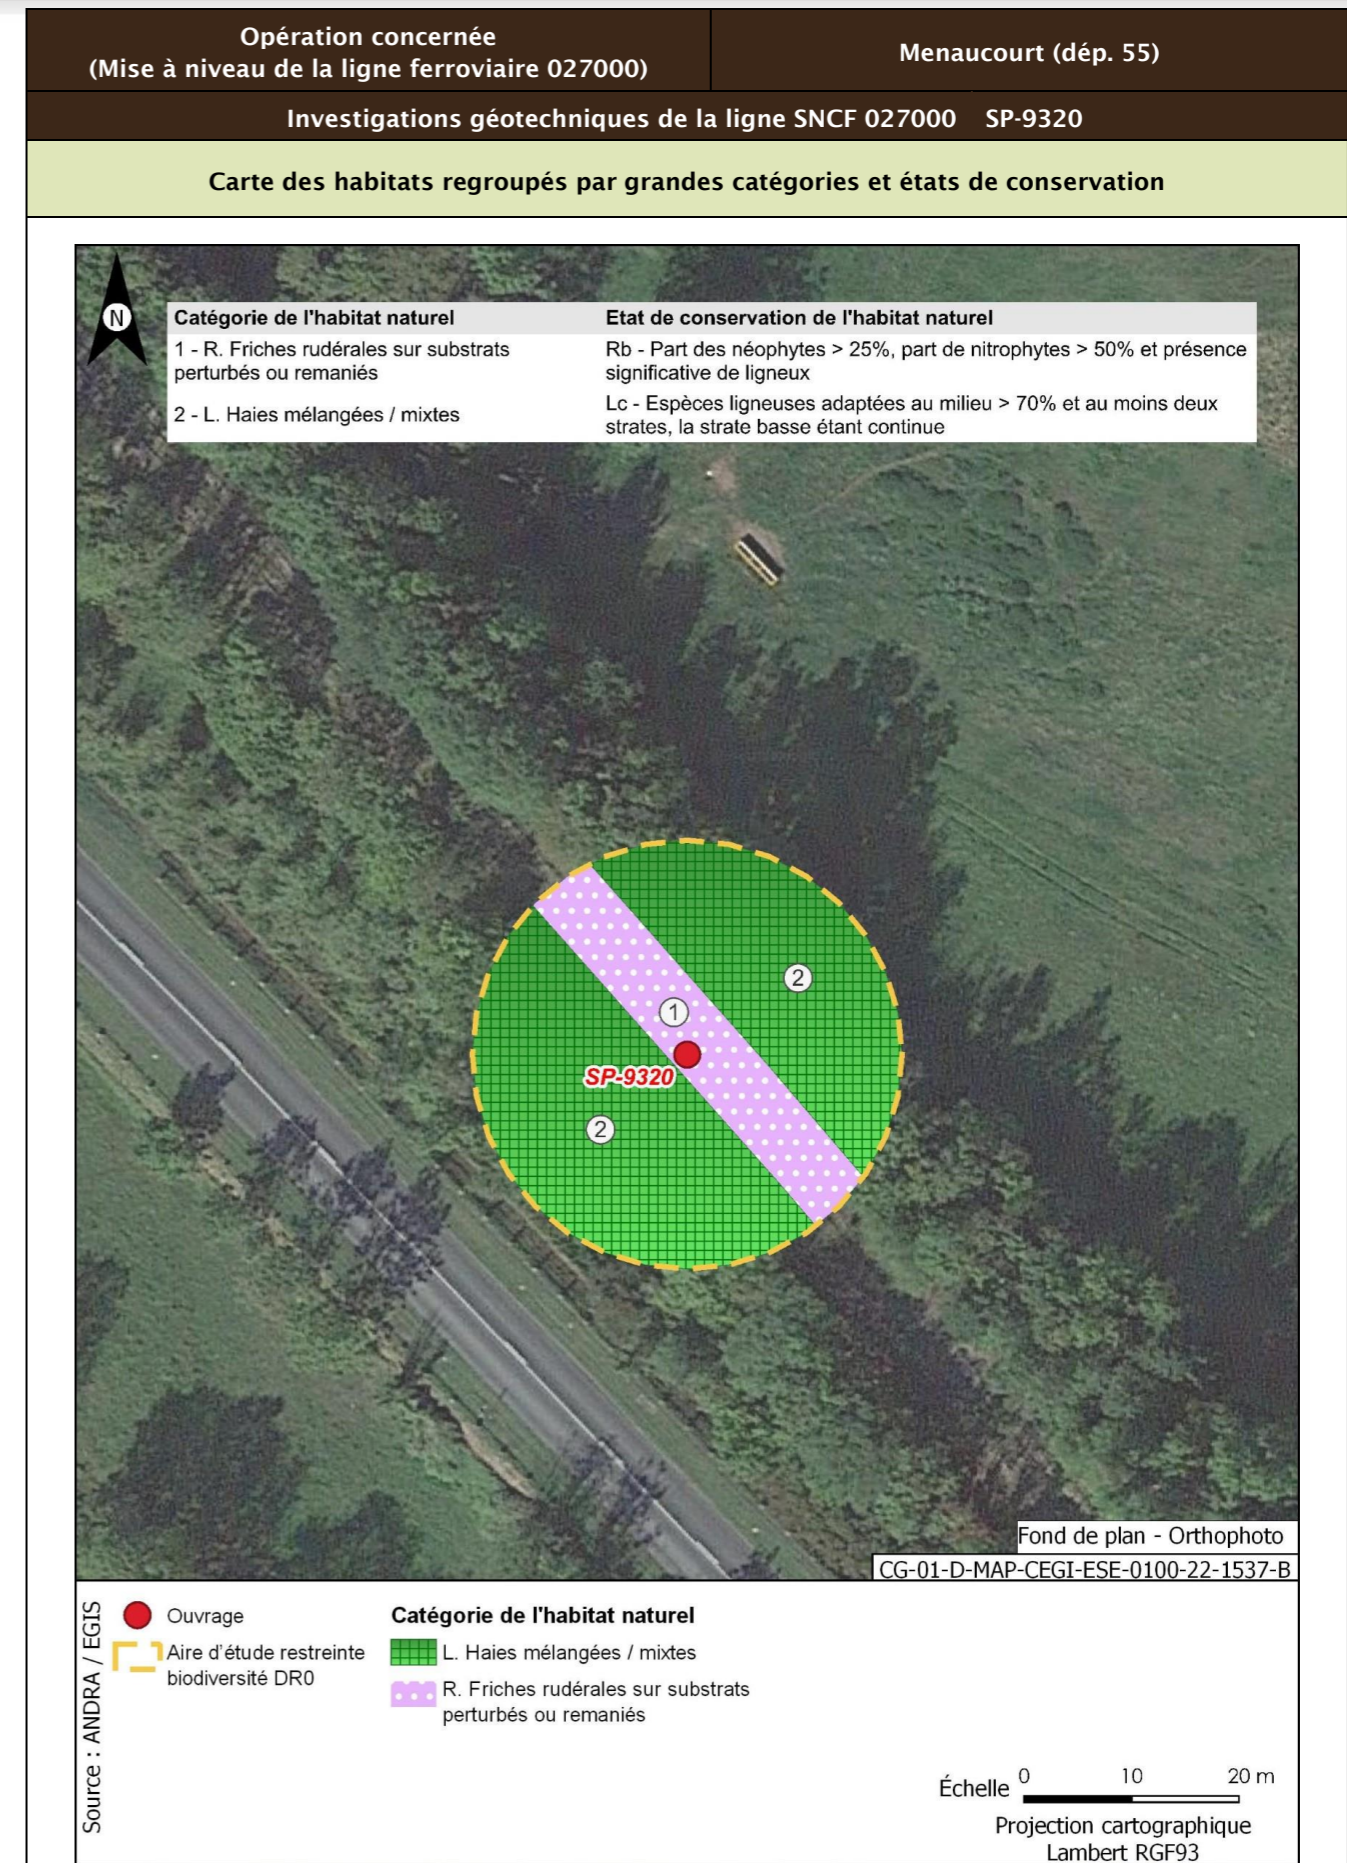 Opération concernée
(Mise à niveau de la ligne ferroviaire 027000)
Menaucourt (dép. 55)
Investigations géotechniques de la ligne SNCF 027000 SP-9320
Carte des habitats regroupés par grandes catégories et états de conservation
N
Catégorie de l'habitat naturel
Etat de conservation de l'habitat naturel
1 - R. Friches rudérales sur substrats
perturbés ou remaniés
Rb - Part des néophytes > 25%, part de nitrophytes > 50% et présence
significative de ligneux
2 - L. Haies mélangées / mixtes
Lc - Espèces ligneuses adaptées au milieu > 70% et au moins deux
strates, la strate basse étant continue
2
1
SP-9320
2
Fond de plan - Orthophoto
CG-01-D-MAP-CEGI-ESE-0100-22-1537-B
Source : ANDRA / EGIS
Ouvrage
Aire d'étude restreinte
biodiversité DR0
Catégorie de l'habitat naturel
L. Haies mélangées / mixtes
R. Friches rudérales sur substrats
perturbés ou remaniés
Échelle 0 10 20 m
Projection cartographique
Lambert RGF93